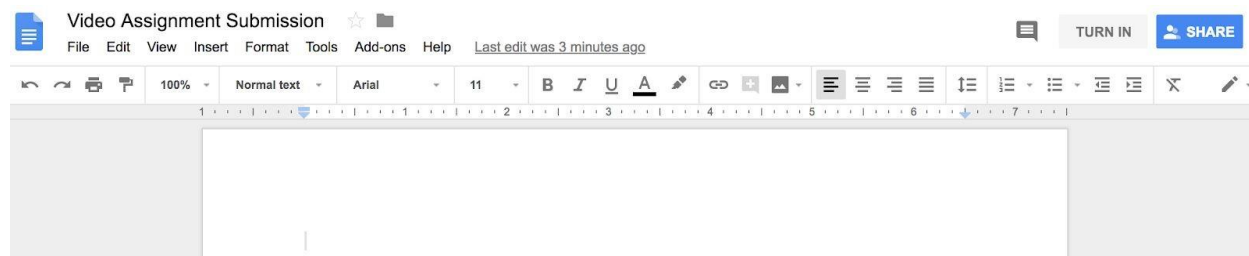 Video Assignment Submission
File Edit View Insert Format Tools Add-ons Help Last edit was 3 minutes ago
TURN IN
SHARE
100% Normal text Arial 11 B I U A
1 1 2 3 4 5 6 7